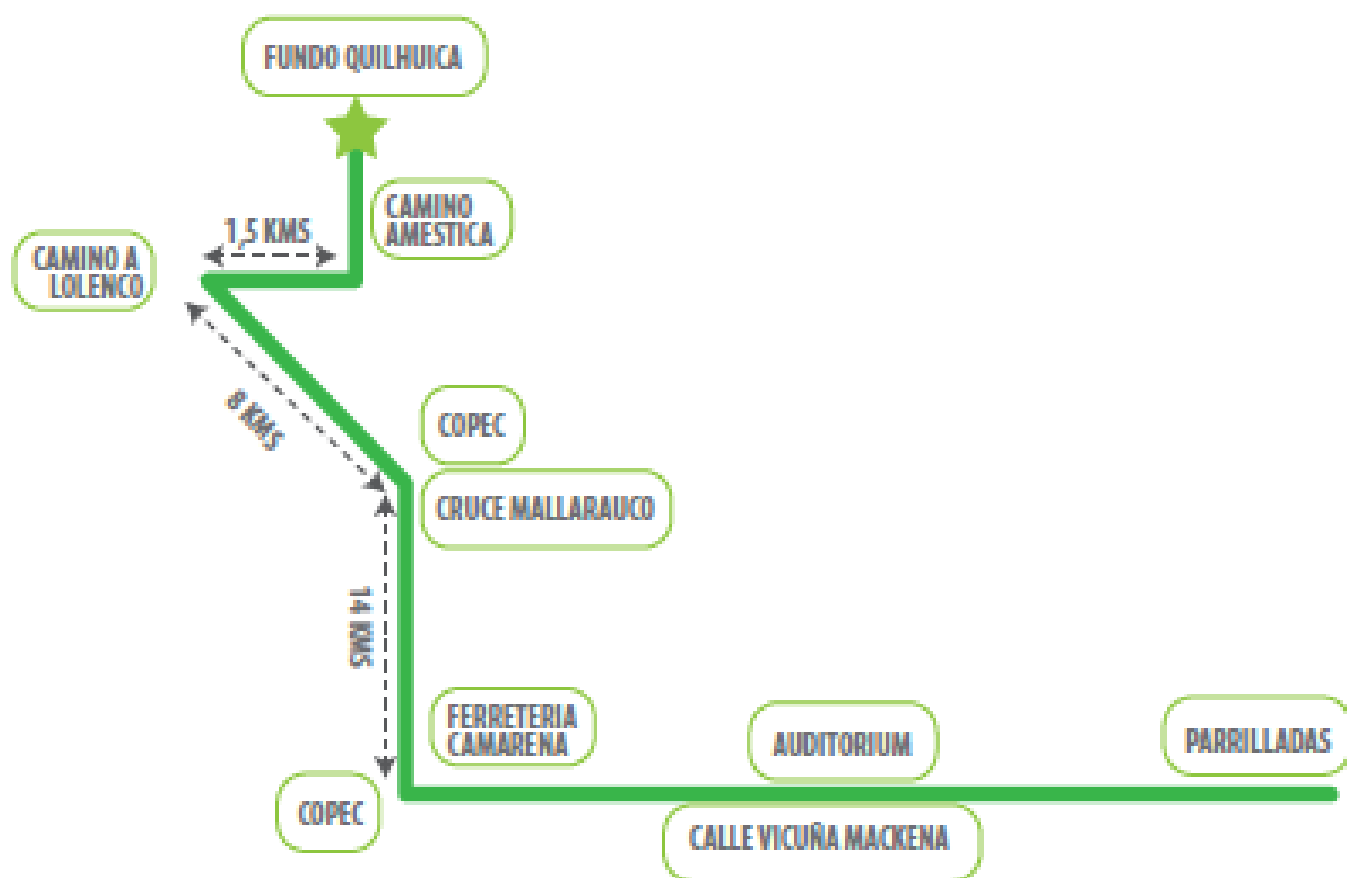 FUNDO QUILHUICA
CAMINO
AMESTICA
1,5 KMS
CAMINO A
LOLENCO
8 KMS
COPEC
CRUCE MALLARAUCO
14 KMS
FERRETERIA
CAMARENA
AUDITORIUM
PARRILLADAS
COPEC
CALLE VICUÑA MACKENA